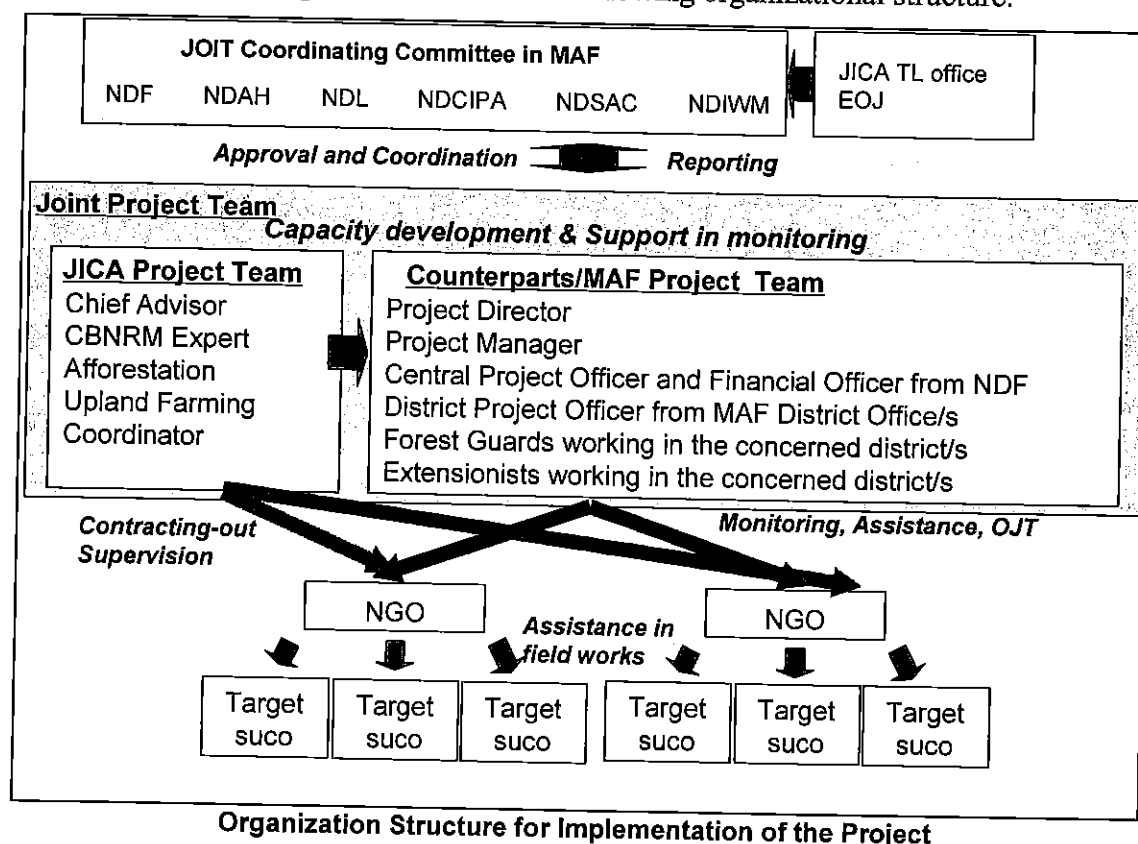 owing organizational structure.
JOIT Coordinating Committee in MAF
NDF NDAH NDL NDCIPA NDSAC NDIWM
JICA TL office
EOJ
Approval and Coordination Reporting
Joint Project Team
Capacity development & Support in monitoring
JICA Project Team
Chief Advisor
CBNRM Expert
Afforestation
Upland Farming
Coordinator
Counterparts/MAF Project Team
Project Director
Project Manager
Central Project Officer and Financial Officer from NDF
District Project Officer from MAF District Office/s
Forest Guards working in the concerned district/s
Extensionists working in the concerned district/s
Contracting-out
Supervision
Monitoring, Assistance, OJT
NGO
NGO
Assistance in
field works
Target
suco
Target
suco
Target
suco
Target
suco
Target
suco
Target
suco
Organization Structure for Implementation of the Project